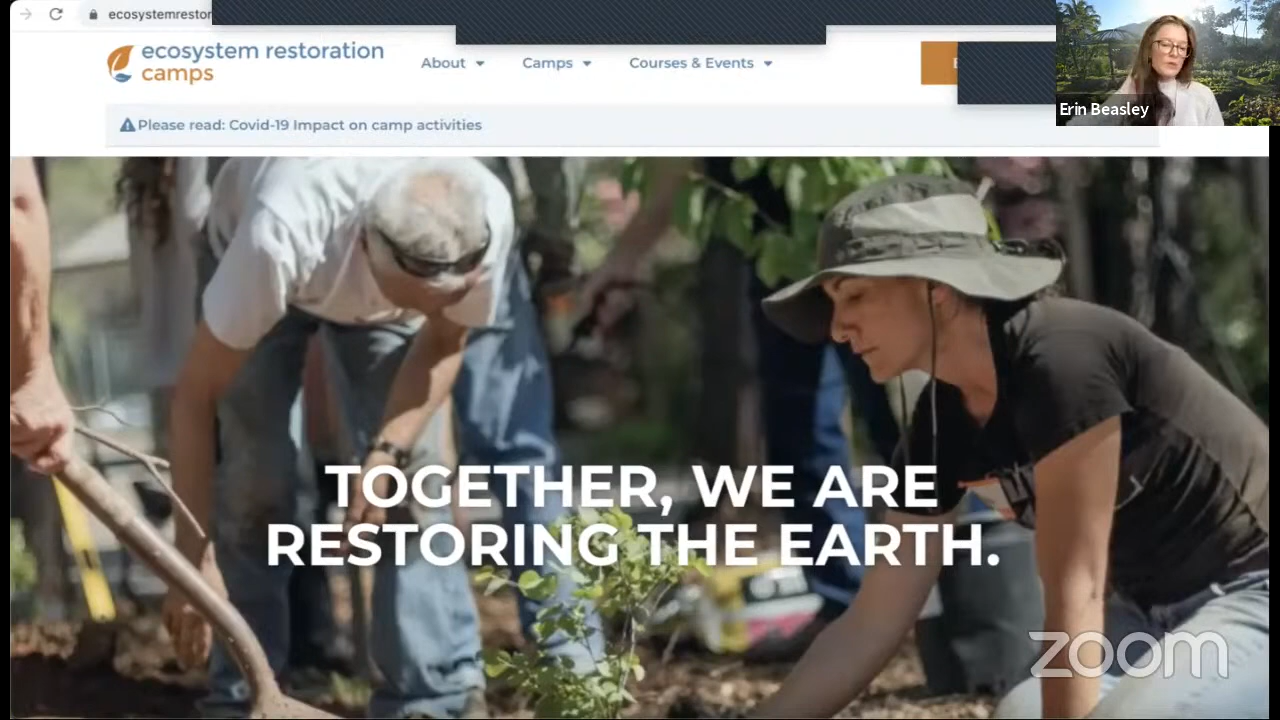 ecosystemrestor
ecosystem restoration
camps
About
Camps
Courses & Events
Please read: Covid-19 Impact on camp activities
Erin Beasley
TOGETHER, WE ARE
RESTORING THE EARTH.
zoom